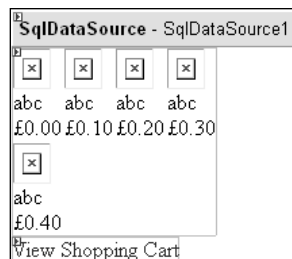 SqlDataSource - SqlDataSource1
abc abc abc abc
£0.00 £0.10 £0.20 £0.30
abc
£0.40
View Shopping Cart